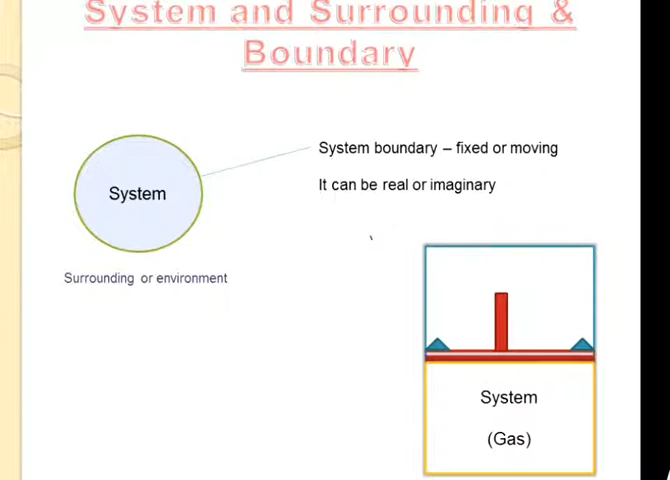 System and Surrounding &
Boundary
System boundary – fixed or moving
System
It can be real or imaginary
Surrounding or environment
System
(Gas)